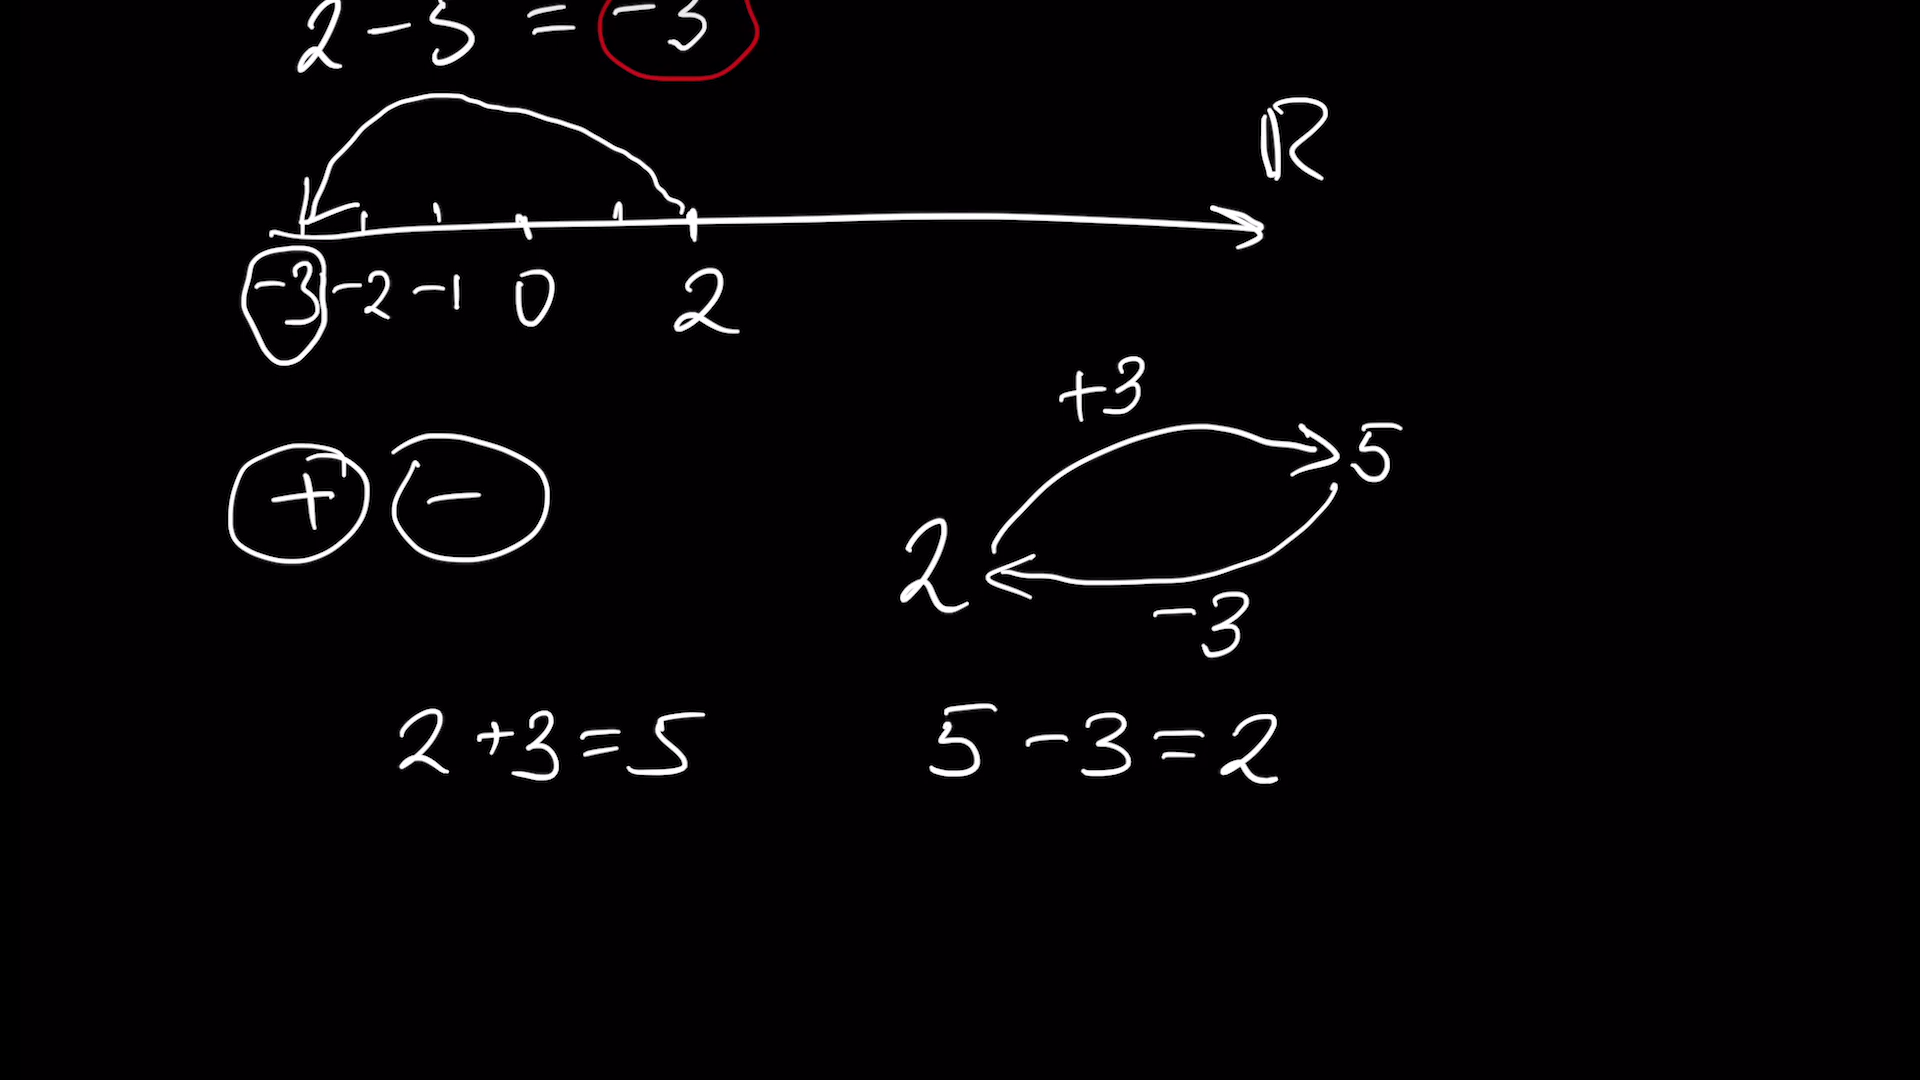 2 - 5 = -3
ℝ
-3 -2 -1 0 2
+3
+ - 5
2
-3
2 + 3 = 5 5 - 3 = 2